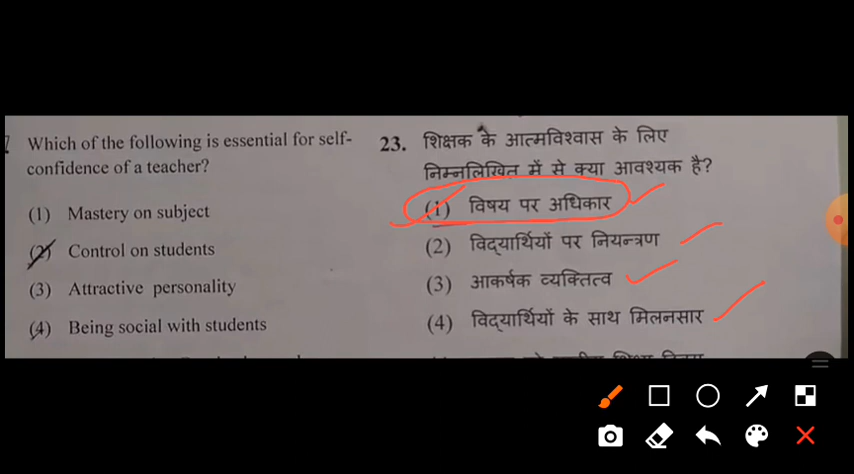 Which of the following is essential for self-
confidence of a teacher?
(1) Mastery on subject
(2) Control on students
(3) Attractive personality
(4) Being social with students
23. शिक्षक के आत्मविश्वास के लिए
निम्नलिखित में से क्या आवश्यक है?
(1) विषय पर अधिकार
(2) विद्यार्थियों पर नियन्त्रण
(3) आकर्षक व्यक्तित्व
(4) विद्यार्थियों के साथ मिलनसार